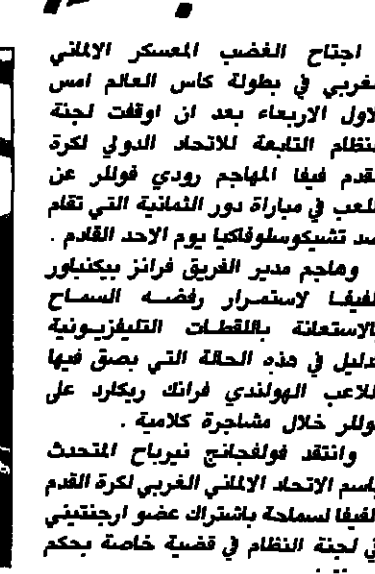 اجتاح الغضب المعسكر الالماني
الغربي في بطولة كاس العالم امس
الاول الاربعاء بعد ان اوقفت لجنة
النظام التابعة للاتحاد الدولي لكرة
القدم فيفا المهاجم رودي فوللر عن
اللعب في مباراة دور الثمانية التي تقام
ضد تشيكوسلوفاكيا يوم الاحد القادم .
وهاجم مدير الفريق فرانز بيكنباور
الفيفا لاستمرار رفضه السماح
بالاستعانة باللقطات التليفزيونية
كدليل في هذه الحالة التي بصق فيها
اللاعب الهولندي فرانك ريكارد على
فوللر خلال مشاجرة كلامية .
وانتقد فولفجانج نيرباح المتحدث
باسم الاتحاد الالماني الغربي لكرة القدم
الفيفا لسماحة باشتراك عضو ارجنتيني
في لجنة النظام في قضية خاصة بحكم